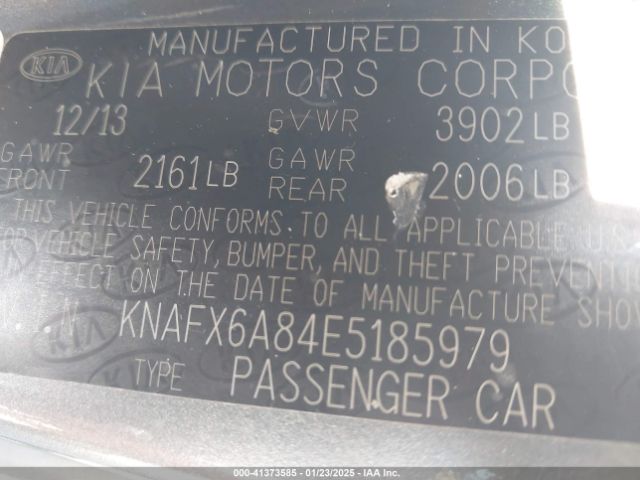 MANUFACTURED IN KO
KIA KIA MOTORS CORPO
12/13 GVWR 3902LB
GAWR FRONT 2161LB GAWR REAR 2006LB
THIS VEHICLE CONFORMS TO ALL APPLICABLE U.S
VEHICLE SAFETY, BUMPER, AND THEFT PREVENTI
EFFECT ON THE DATE OF MANUFACTURE SHOW
KNAFX6A84E5185979
TYPE PASSENGER CAR
000-41373585 - 01/23/2025 - IAA Inc.